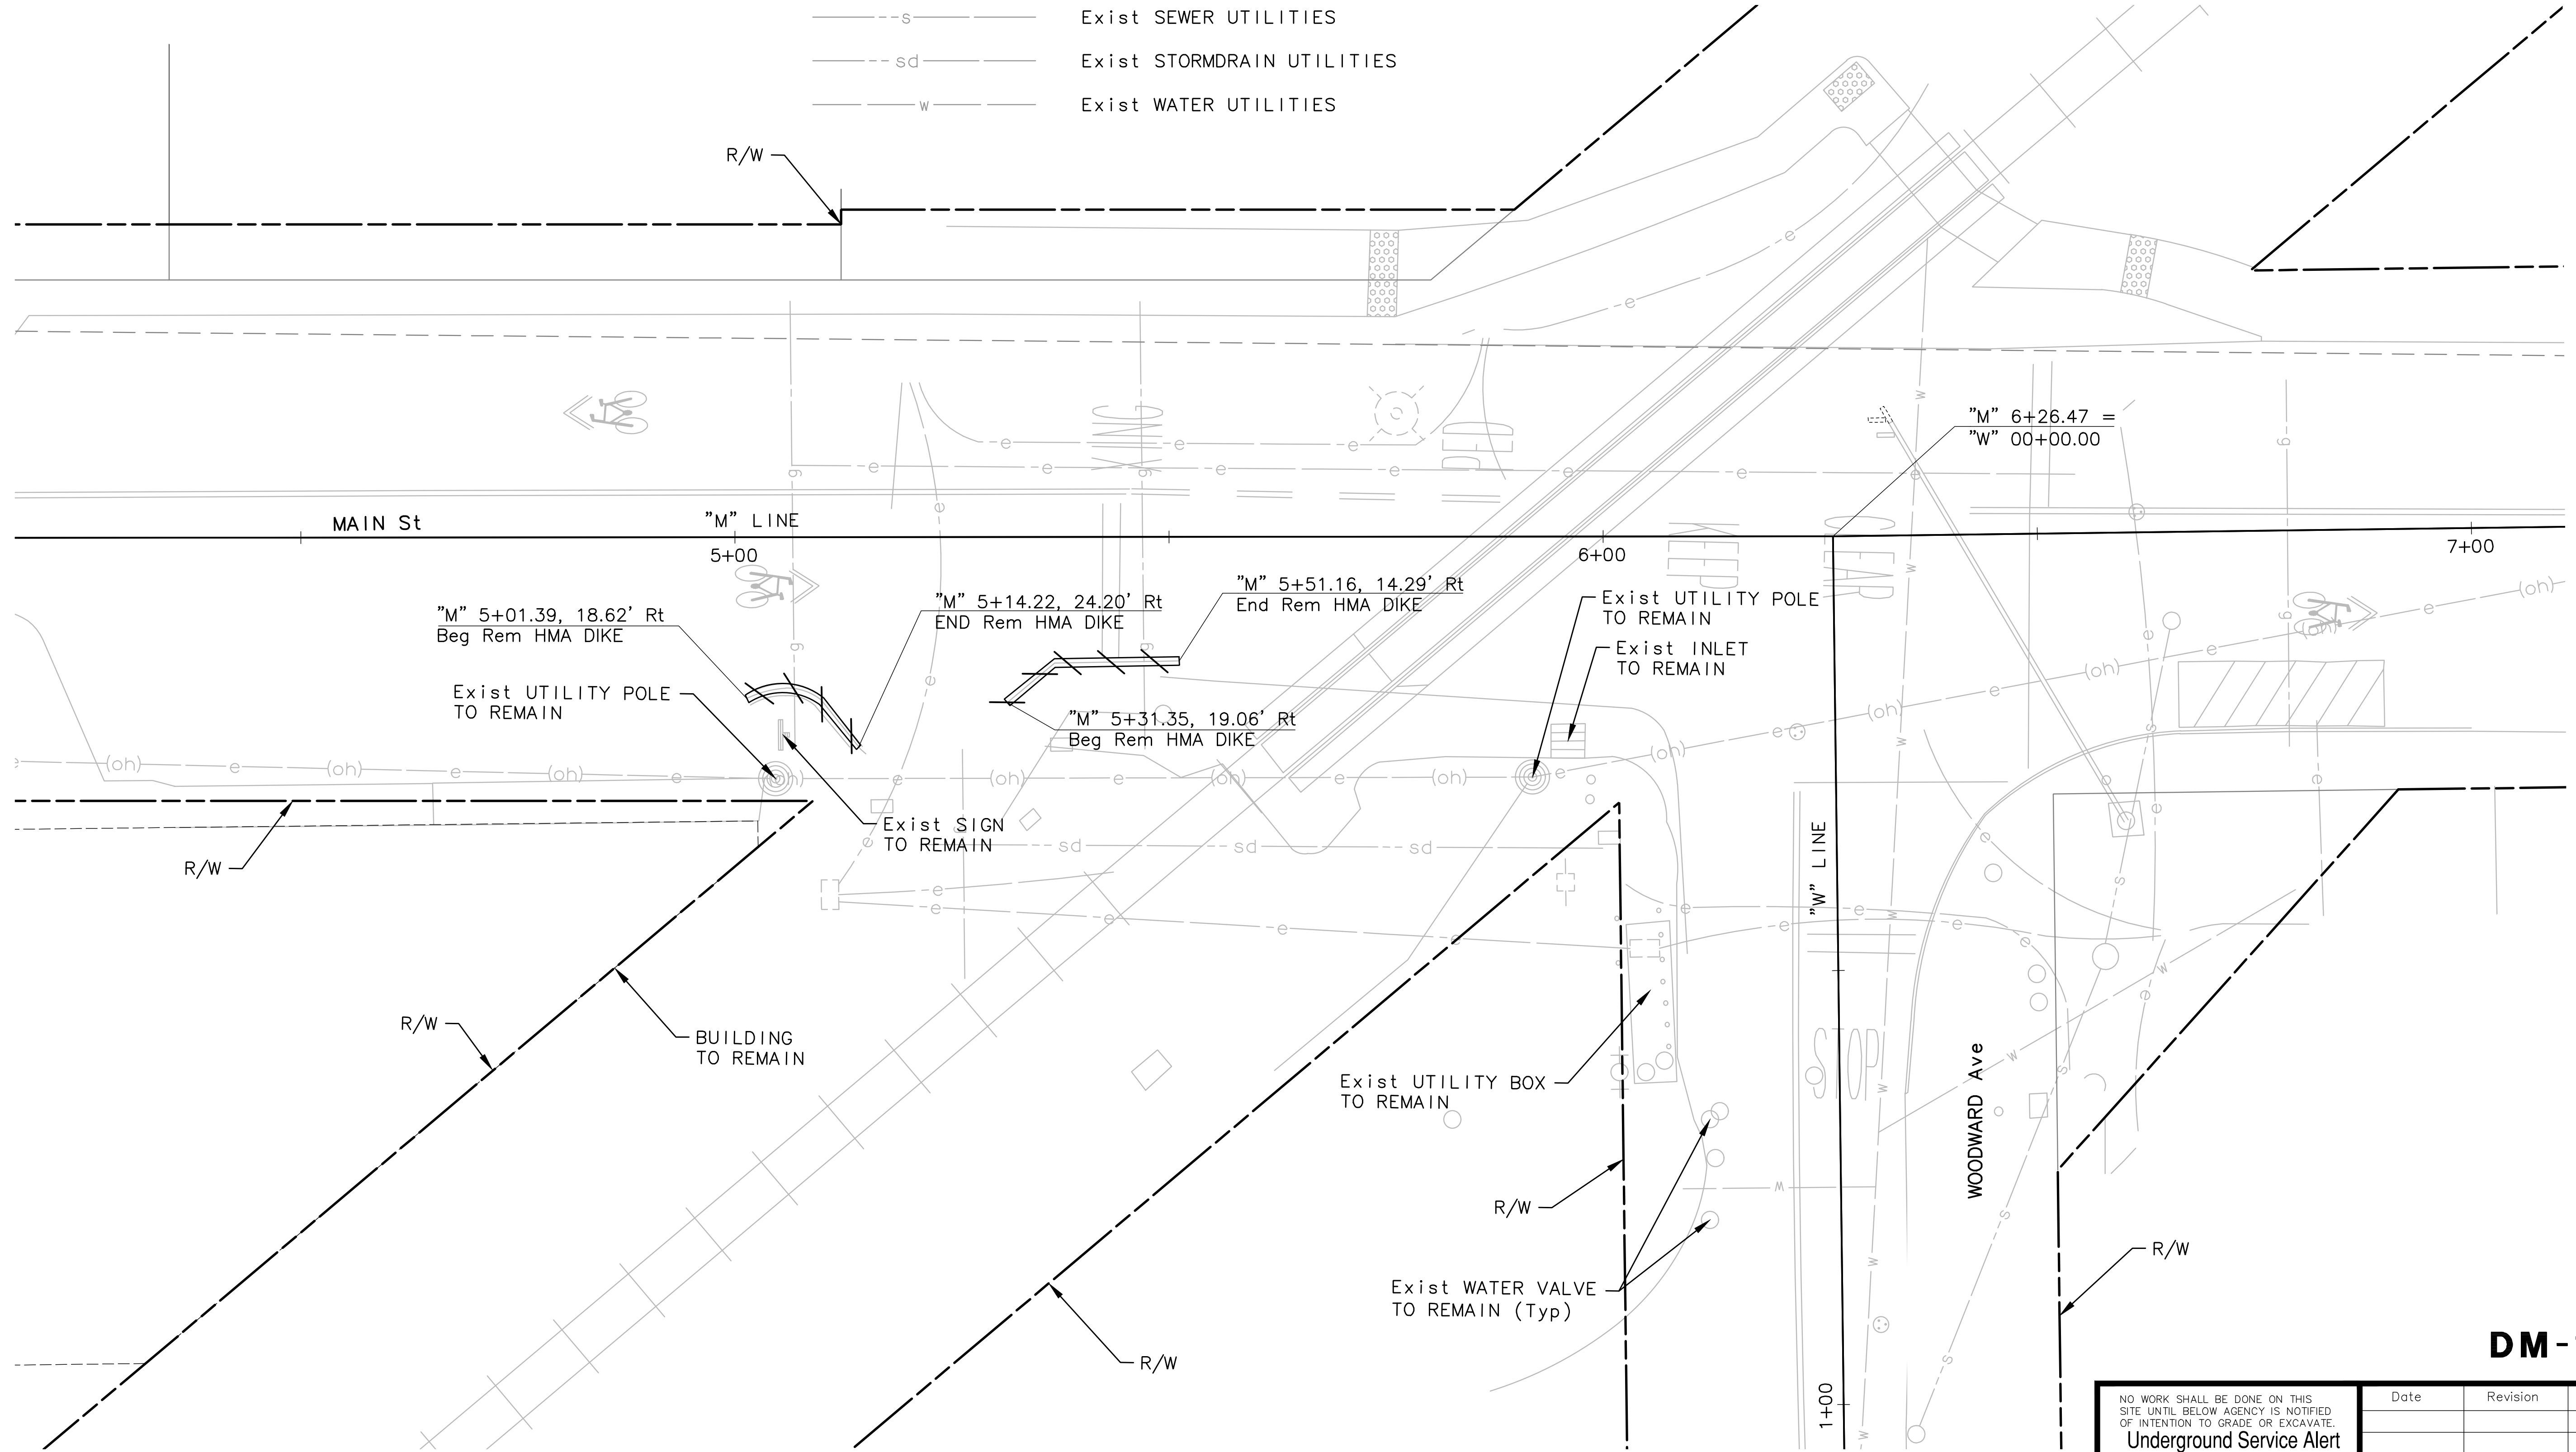 Exist SEWER UTILITIES
Exist STORMDRAIN UTILITIES
Exist WATER UTILITIES
s
sd
w
R/W
"M" 6+26.47 =
"W" 00+00.00
MAIN St
"M" LINE
5+00
6+00
7+00
"M" 5+01.39, 18.62' Rt
Beg Rem HMA DIKE
"M" 5+14.22, 24.20' Rt
END Rem HMA DIKE
"M" 5+51.16, 14.29' Rt
End Rem HMA DIKE
Exist UTILITY POLE
TO REMAIN
Exist INLET
TO REMAIN
Exist UTILITY POLE
TO REMAIN
"M" 5+31.35, 19.06' Rt
Beg Rem HMA DIKE
Exist SIGN
TO REMAIN
R/W
"W" LINE
R/W
BUILDING
TO REMAIN
STOP
Exist UTILITY BOX
TO REMAIN
WOODWARD Ave
R/W
R/W
Exist WATER VALVE
TO REMAIN (Typ)
R/W
1+00
DM-
NO WORK SHALL BE DONE ON THIS
SITE UNTIL BELOW AGENCY IS NOTIFIED
OF INTENTION TO GRADE OR EXCAVATE.
Underground Service Alert
Date
Revision